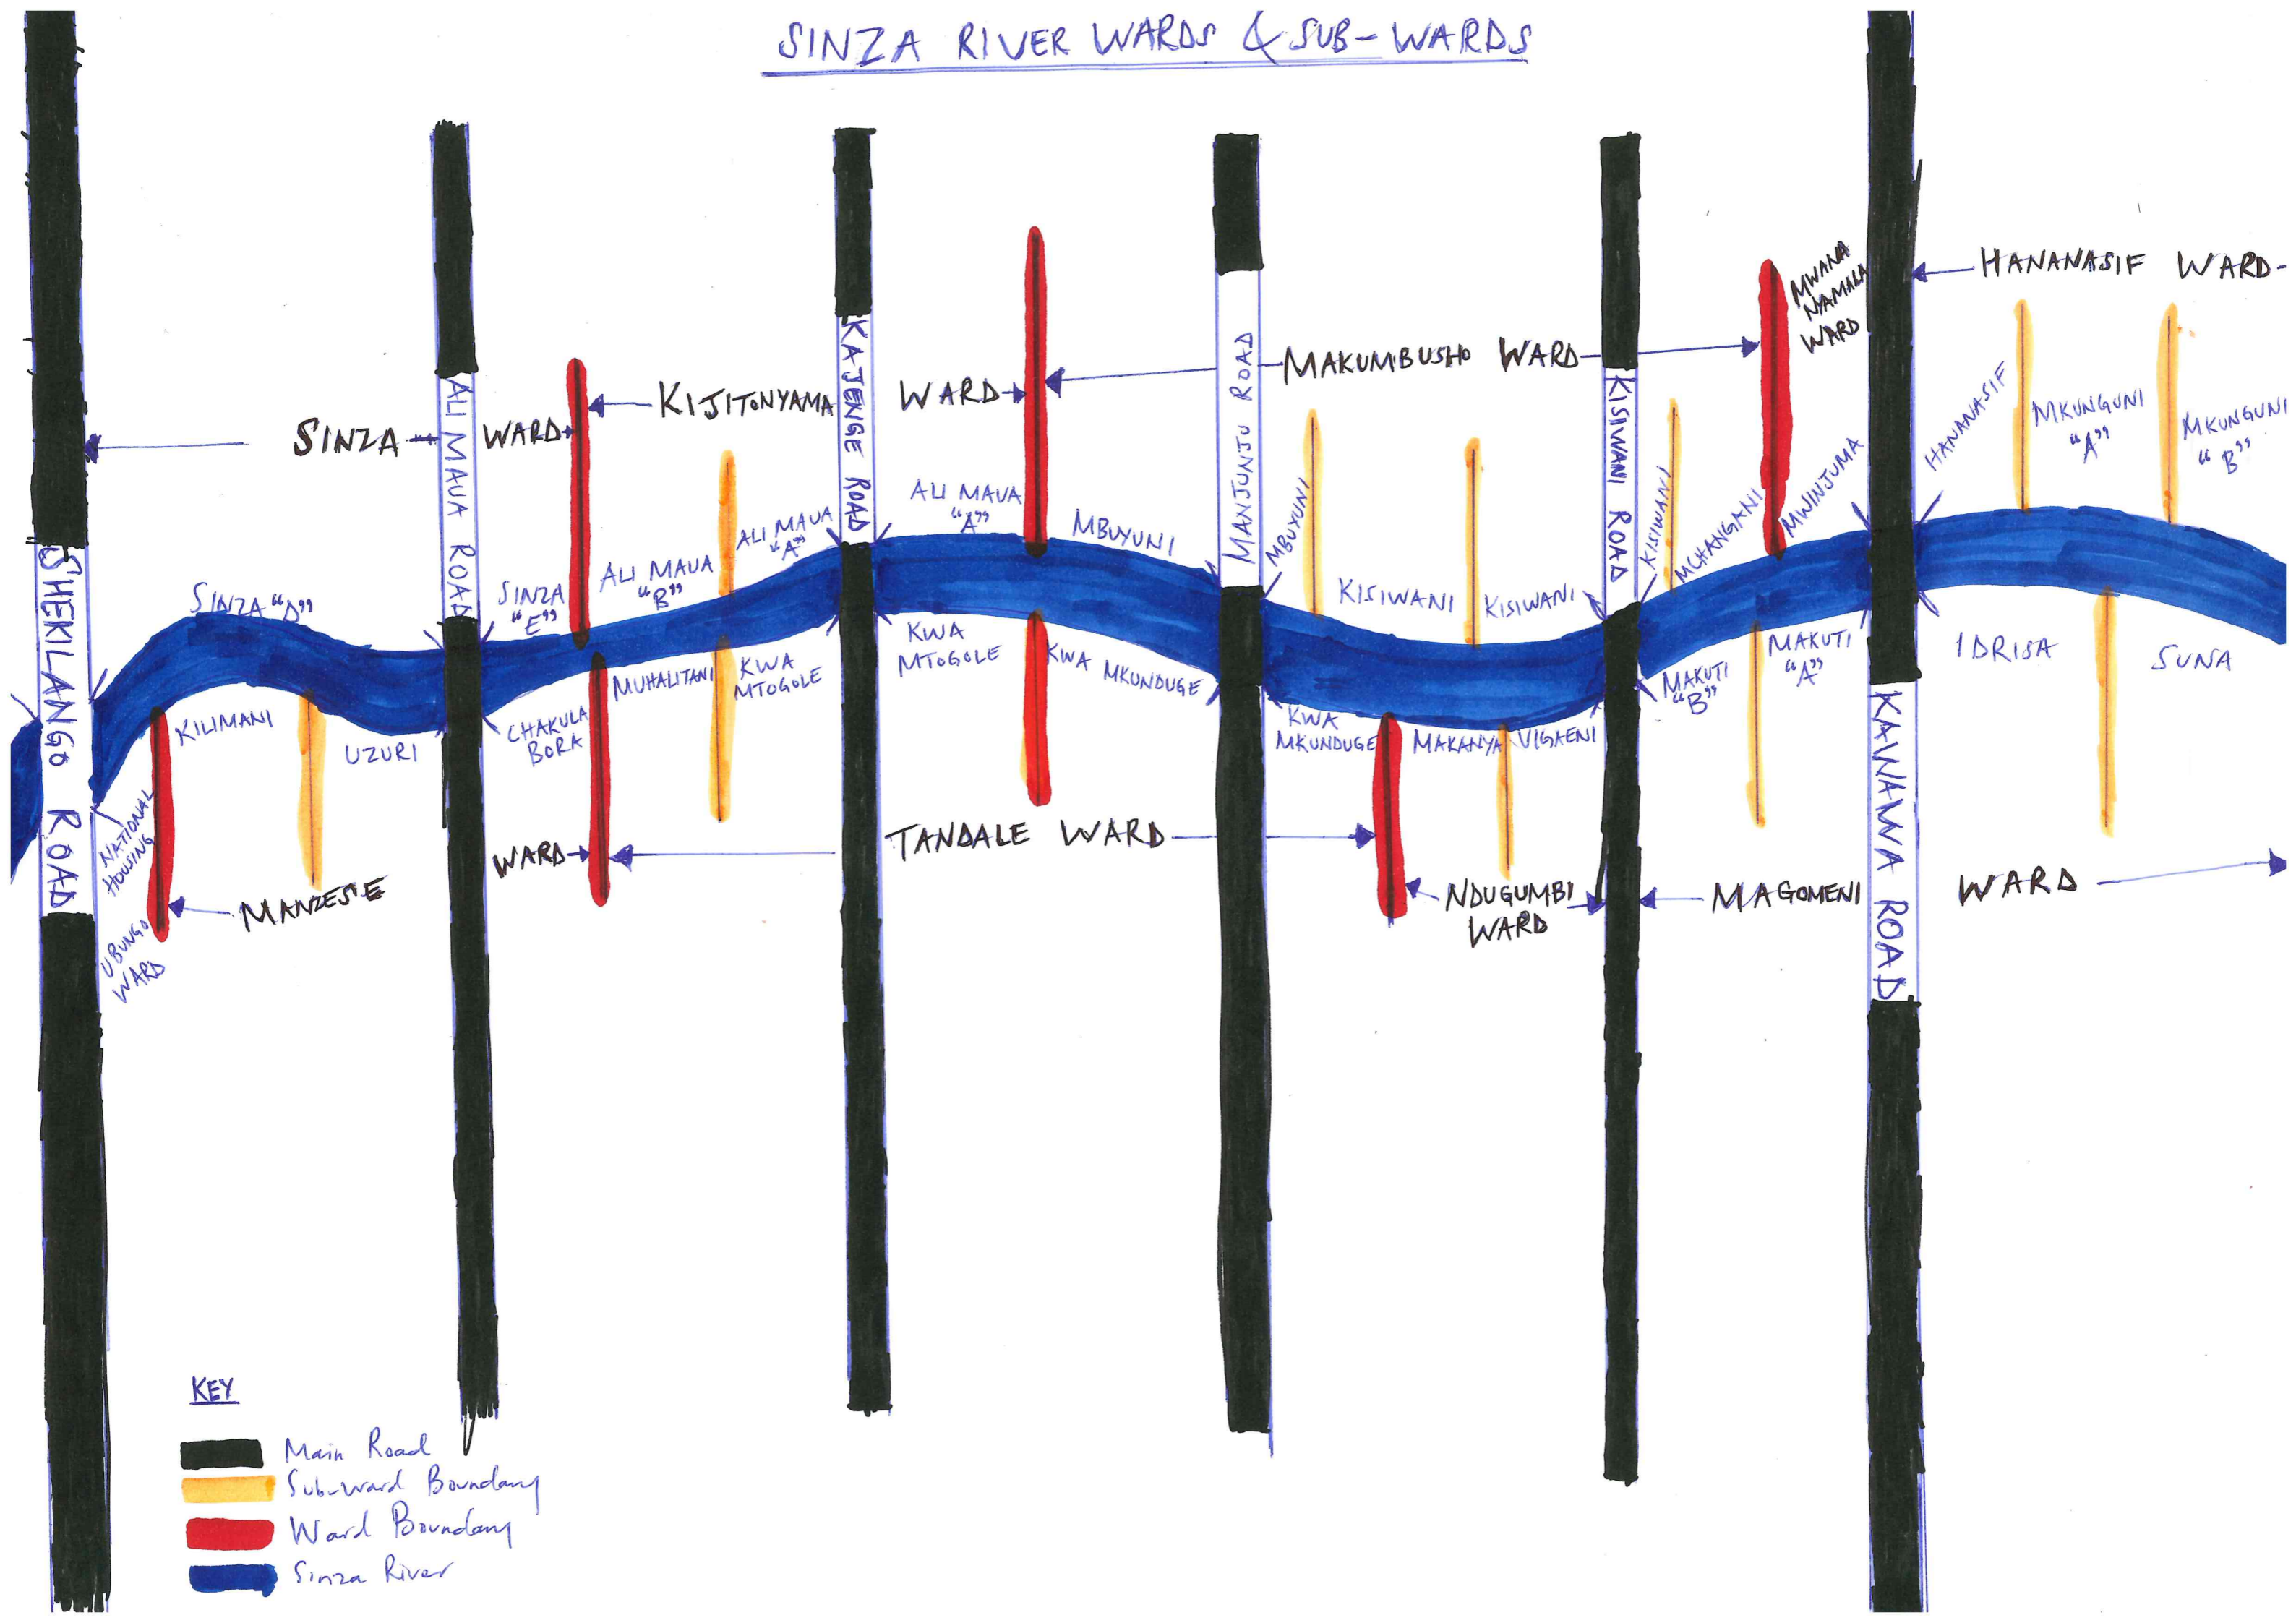 SINZA RIVER WARDS & SUB-WARDS
SHEKILANGO ROAD
ALI MAUA ROAD
KAJENGE ROAD
MANJUNJU ROAD
KISIWANI ROAD
KAWAWA ROAD
SINZA WARD
KIJITONYAMA WARD
MAKUMBUSHO WARD
MWANA
NYAMALA
WARD
HANANASIF WARD
SINZA "D"
SINZA
"E"
ALI MAUA
"B"
ALI MAUA
"A"
ALI MAUA
"A"
MBUYUNI
MBUYUNI
KISIWANI
KISIWANI
KISIWANI
MCHANGANI
MWINJUMA
HANANASIF
MKUNGUNI
"A"
MKUNGUNI
"B"
NATIONAL
HOUSING
KILIMANI
UZURI
CHAKULA
BORA
MUHALITANI
KWA
MTOGOLE
KWA
MTOGOLE
KWA MKUNDUGE
KWA
MKUNDUGE
MAKANYA
VIGAENI
MAKUTI
"B"
MAKUTI
"A"
IDRISA
SUNA
UBUNGO
WARD
MANZESE WARD
TANDALE WARD
NDUGUMBI
WARD
MAGOMENI WARD
KEY
Main Road
Sub-ward Boundary
Ward Boundary
Sinza River